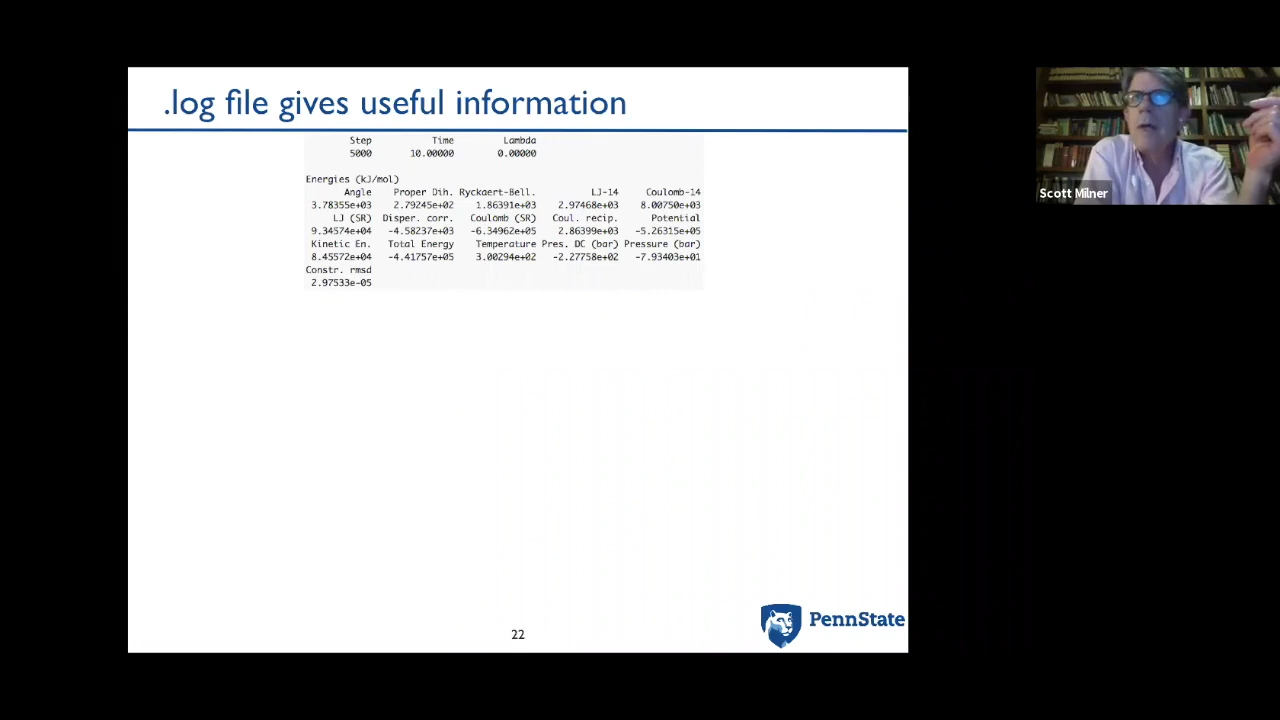 .log file gives useful information
Step Time Lambda
5000 10.00000 0.00000
Energies (kJ/mol)
Angle Proper Dih. Ryckaert-Bell. LJ-14 Coulomb-14
3.78355e+03 2.79245e+02 1.86391e+03 2.97468e+03 8.00750e+03
LJ (SR) Disper. corr. Coulomb (SR) Coul. recip. Potential
9.34574e+04 -4.58237e+03 -6.34962e+05 2.86399e+03 -5.26315e+05
Kinetic En. Total Energy Temperature Pres. DC (bar) Pressure (bar)
8.45572e+04 -4.41757e+05 3.00294e+02 -2.27758e+02 -7.93403e+01
Constr. rmsd
2.97533e-05
Scott Milner
22
PennState